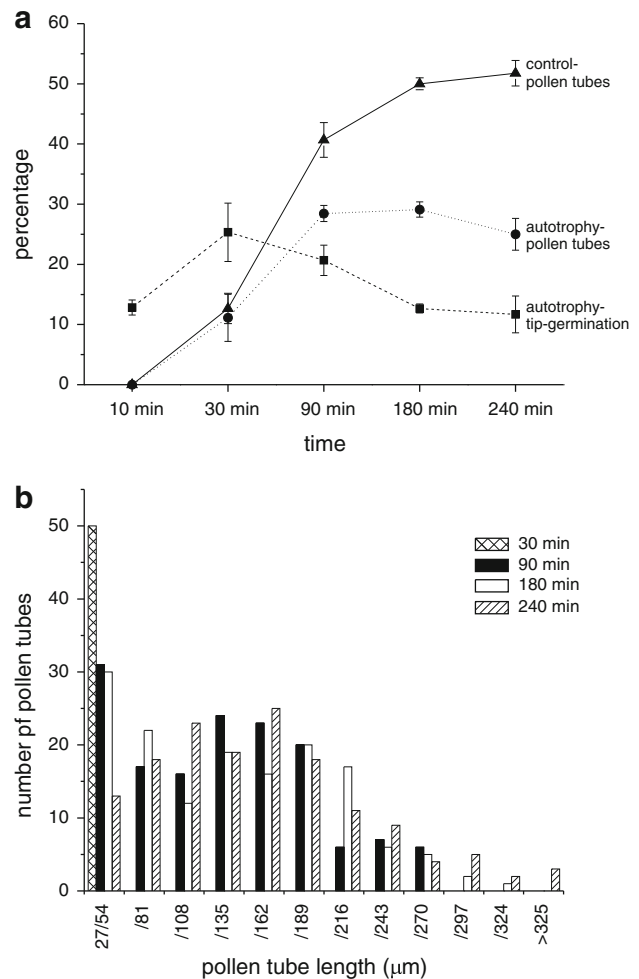 a
60
50
40
30
20
10
0
percentage
control-
pollen tubes
autotrophy-
pollen tubes
autotrophy-
tip-germination
10 min 30 min 90 min 180 min 240 min
time
b
50
40
30
20
10
0
number pf pollen tubes
30 min
90 min
180 min
240 min
27/54 /81 /108 /135 /162 /189 /216 /243 /270 /297 /324 >325
pollen tube length (μm)